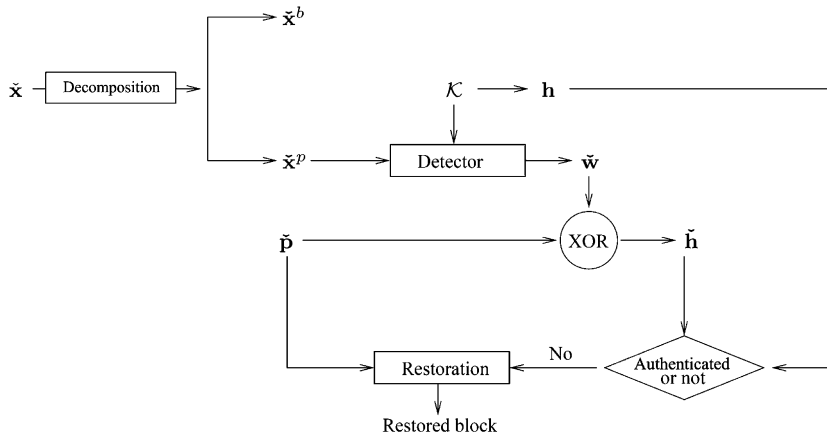 x̌ᵇ
x̌ Decomposition
𝒦 h
x̌ᵖ Detector w̌
p̌ XOR ȟ
No
Restoration Authenticated
or not
Restored block